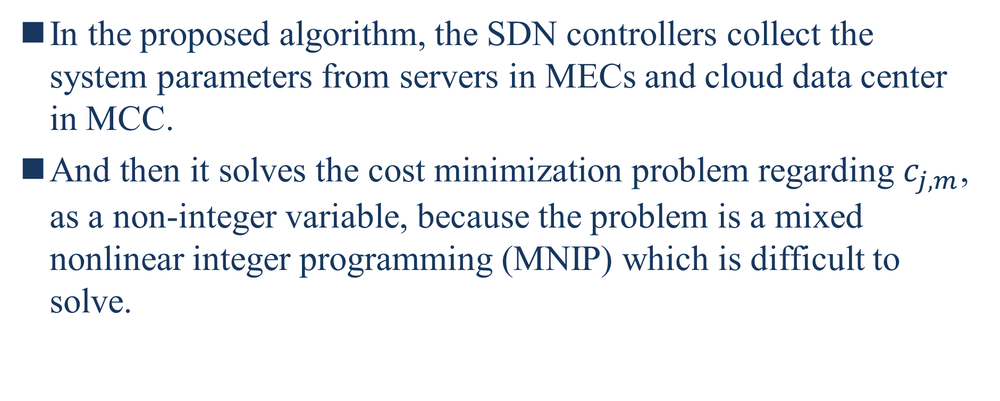 ■In the proposed algorithm, the SDN controllers collect the
system parameters from servers in MECs and cloud data center
in MCC.
■And then it solves the cost minimization problem regarding c_{j,m},
as a non-integer variable, because the problem is a mixed
nonlinear integer programming (MNIP) which is difficult to
solve.